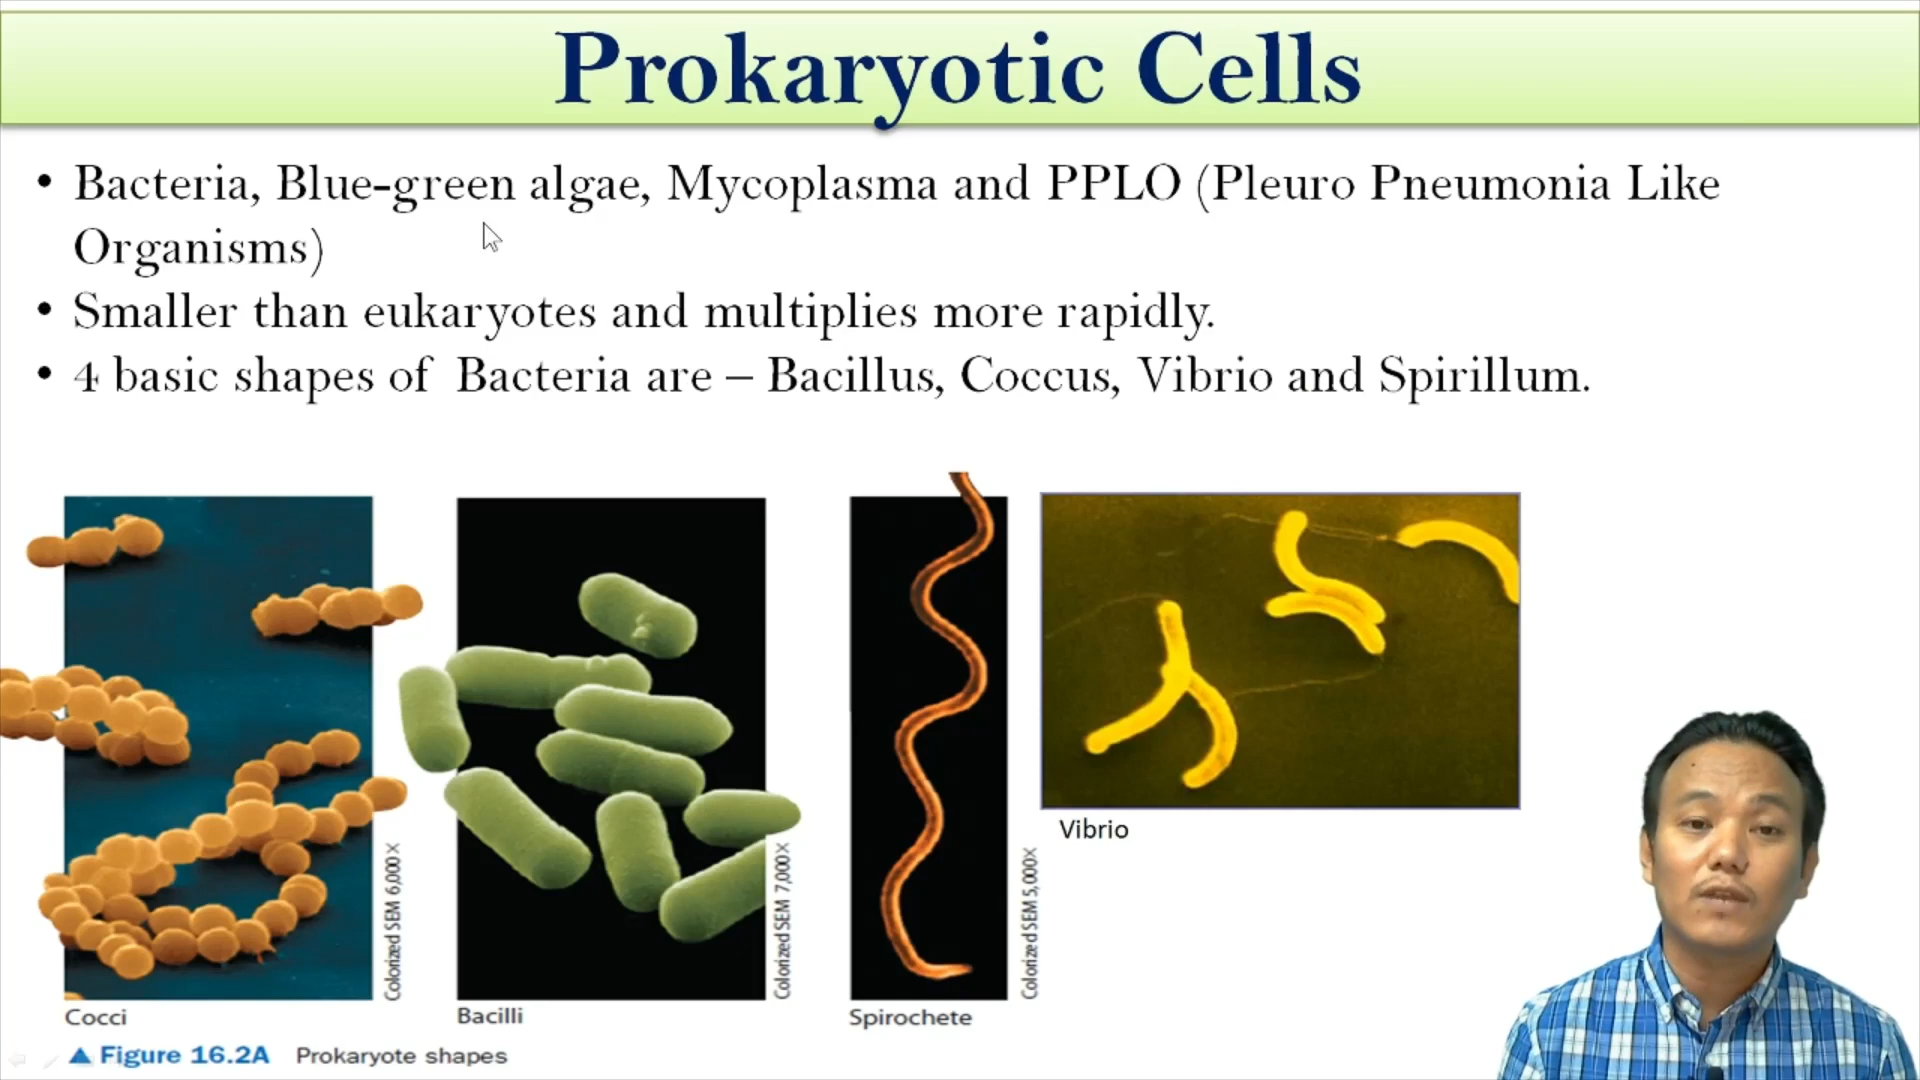 Prokaryotic Cells
• Bacteria, Blue-green algae, Mycoplasma and PPLO (Pleuro Pneumonia Like
Organisms)
• Smaller than eukaryotes and multiplies more rapidly.
• 4 basic shapes of Bacteria are – Bacillus, Coccus, Vibrio and Spirillum.
Colorized SEM 6,000×
Colorized SEM 7,000×
Colorized SEM 5,000×
Vibrio
Cocci
Bacilli
Spirochete
▲ Figure 16.2A Prokaryote shapes